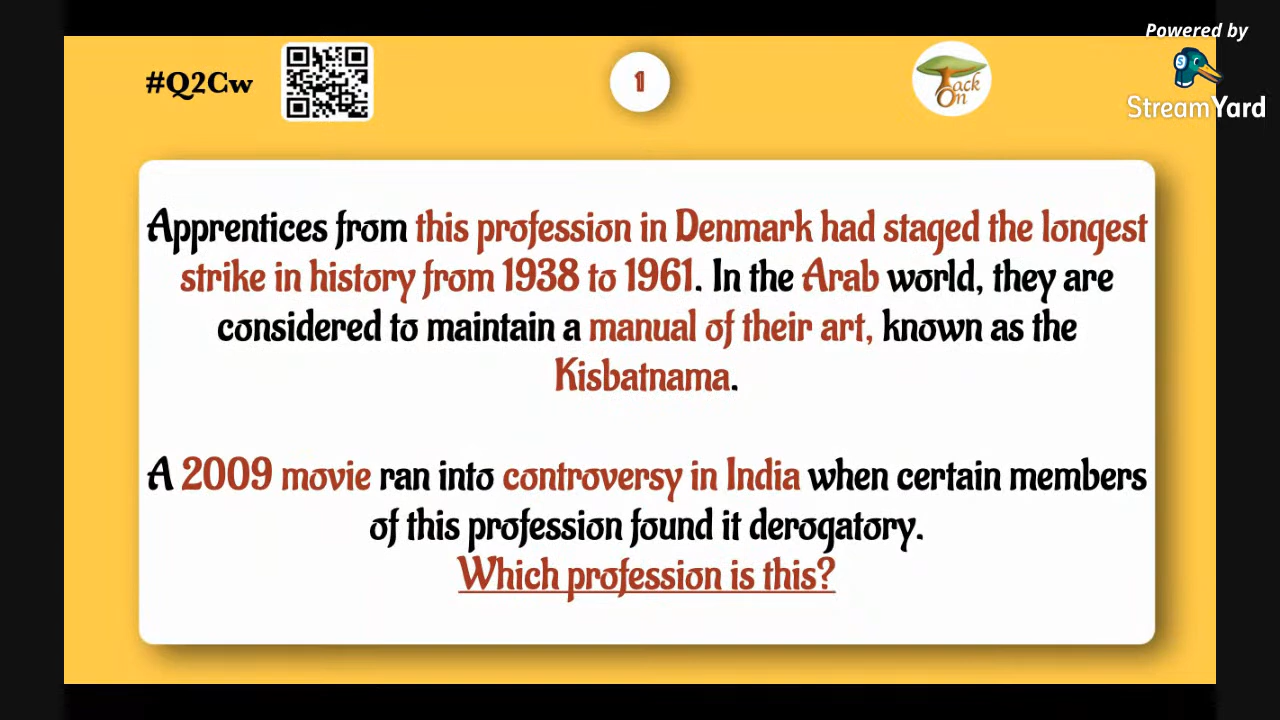 Powered by
#Q2Cw
1
Tack
On
StreamYard
Apprentices from this profession in Denmark had staged the longest
strike in history from 1938 to 1961. In the Arab world, they are
considered to maintain a manual of their art, known as the
Kisbatnama.
A 2009 movie ran into controversy in India when certain members
of this profession found it derogatory.
Which profession is this?